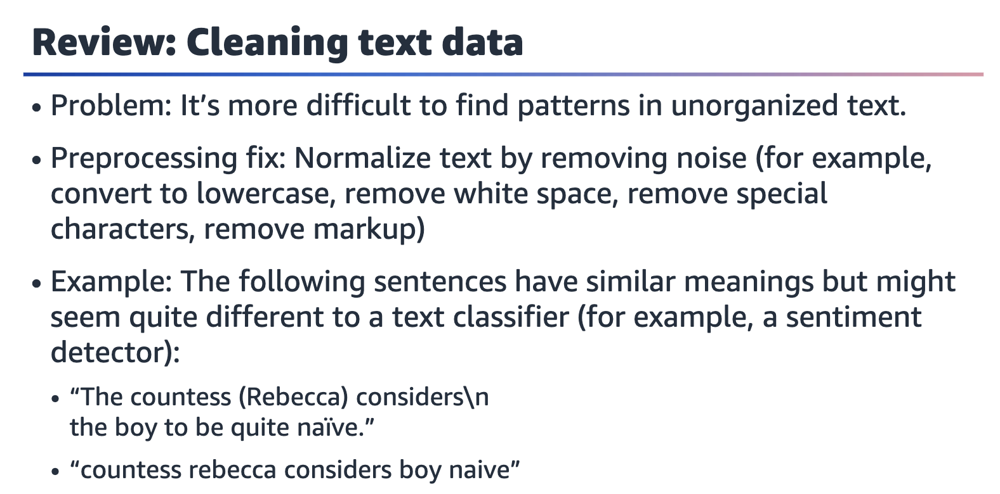 Review: Cleaning text data
• Problem: It’s more difficult to find patterns in unorganized text.
• Preprocessing fix: Normalize text by removing noise (for example,
convert to lowercase, remove white space, remove special
characters, remove markup)
• Example: The following sentences have similar meanings but might
seem quite different to a text classifier (for example, a sentiment
detector):
• “The countess (Rebecca) considers\n
the boy to be quite naïve.”
• “countess rebecca considers boy naive”